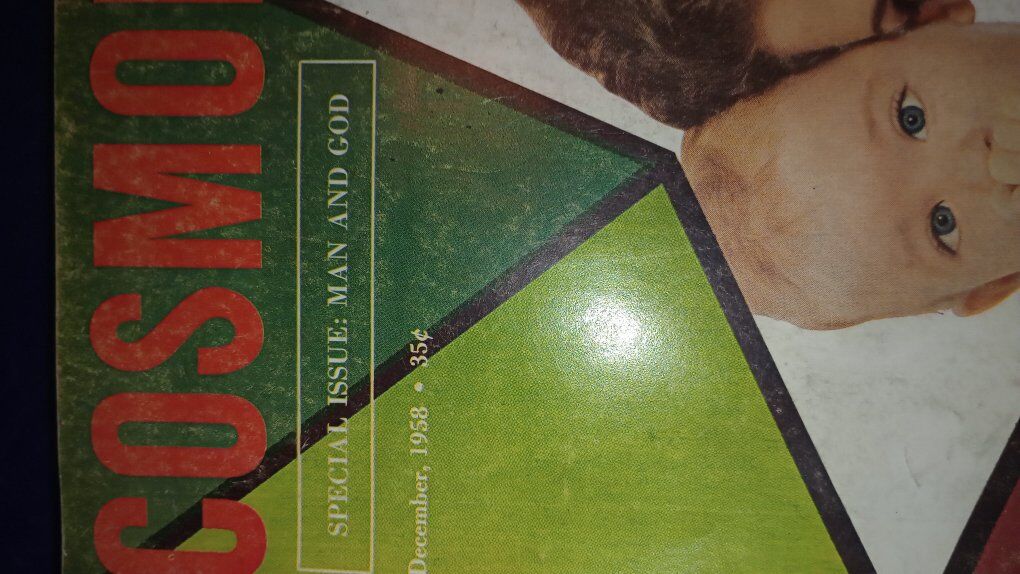 COSMO
SPECIAL ISSUE: MAN AND GOD
December, 1958 • 35¢